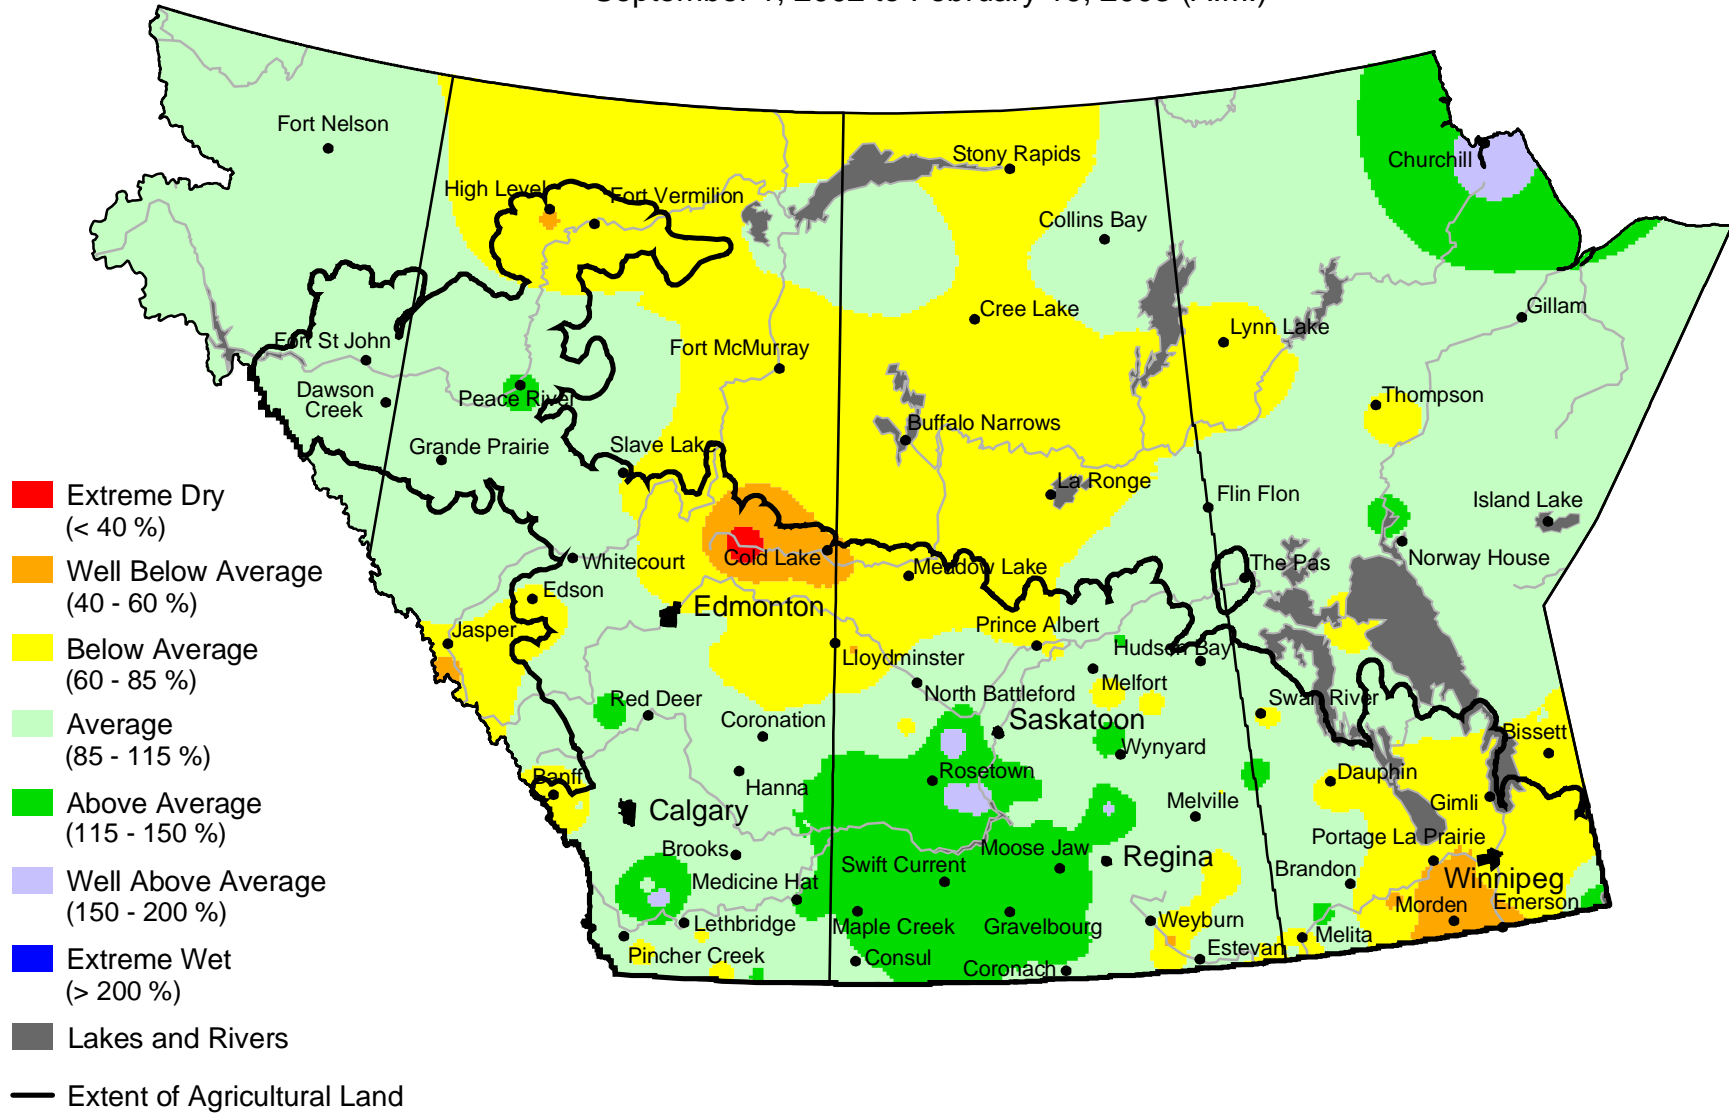 September 1, 2002 to February 16, 2003 (A.m.)
Fort Nelson
Churchill
Stony Rapids
High Level
Fort Vermilion
Collins Bay
Cree Lake
Gillam
Lynn Lake
Fort St John
Fort McMurray
Dawson
Creek
Peace River
Thompson
Buffalo Narrows
Grande Prairie
Slave Lake
La Ronge
Flin Flon
Island Lake
Extreme Dry
(< 40 %)
Whitecourt
Cold Lake
Meadow Lake
The Pas
Norway House
Well Below Average
(40 - 60 %)
Edson
Edmonton
Jasper
Prince Albert
Hudson Bay
Below Average
(60 - 85 %)
Lloydminster
North Battleford
Melfort
Red Deer
Coronation
Saskatoon
Swan River
Average
(85 - 115 %)
Wynyard
Bissett
Banff
Hanna
Rosetown
Dauphin
Above Average
(115 - 150 %)
Calgary
Melville
Gimli
Portage La Prairie
Brooks
Swift Current
Moose Jaw
Regina
Brandon
Winnipeg
Well Above Average
(150 - 200 %)
Medicine Hat
Lethbridge
Maple Creek
Gravelbourg
Weyburn
Morden
Emerson
Melita
Pincher Creek
Consul
Coronach
Estevan
Extreme Wet
(> 200 %)
Lakes and Rivers
Extent of Agricultural Land